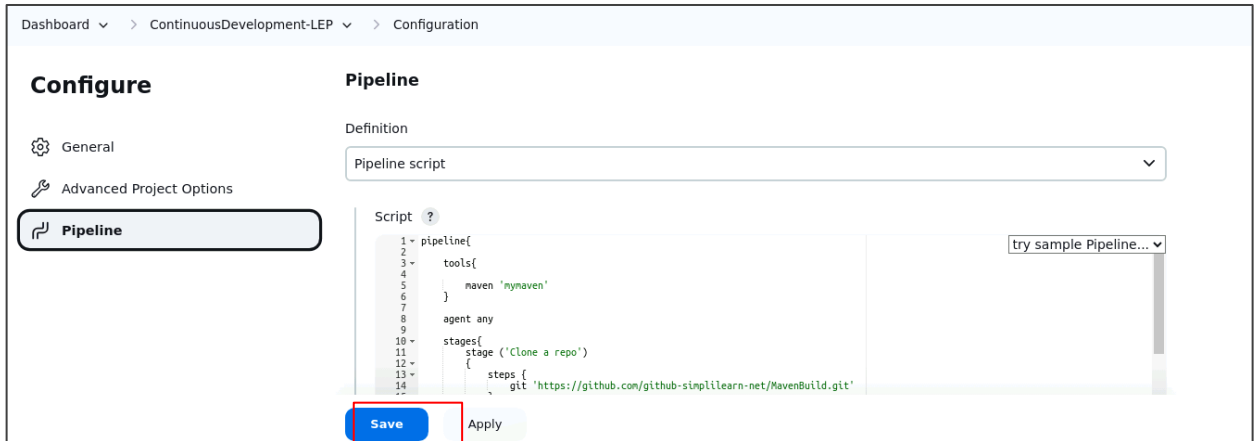 Dashboard > ContinuousDevelopment-LEP > Configuration
Configure
General
Advanced Project Options
Pipeline
Pipeline
Definition
Pipeline script
Script ?
try sample Pipeline...
1 pipeline{
2
3 tools{
4
5 maven 'mymaven'
6 }
7
8 agent any
9
10 stages{
11 stage ('Clone a repo')
12 {
13 steps {
14 git 'https://github.com/github-simplilearn-net/MavenBuild.git'
Save
Apply